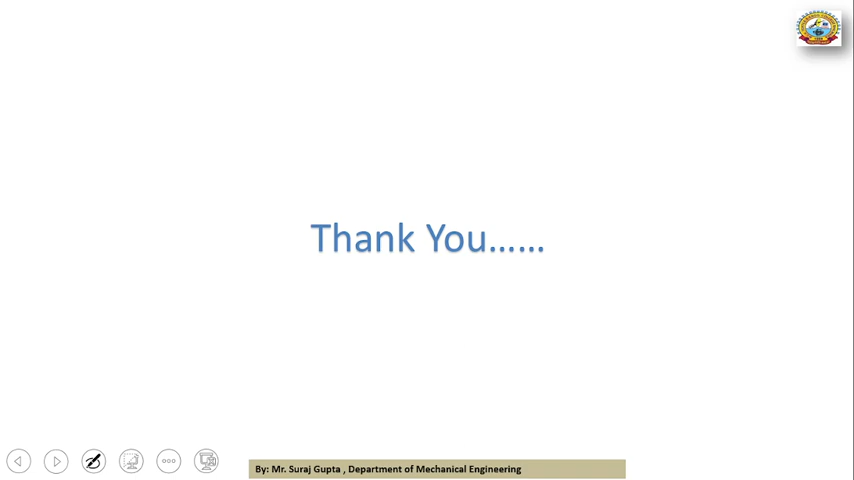 Thank You......
By: Mr. Suraj Gupta , Department of Mechanical Engineering